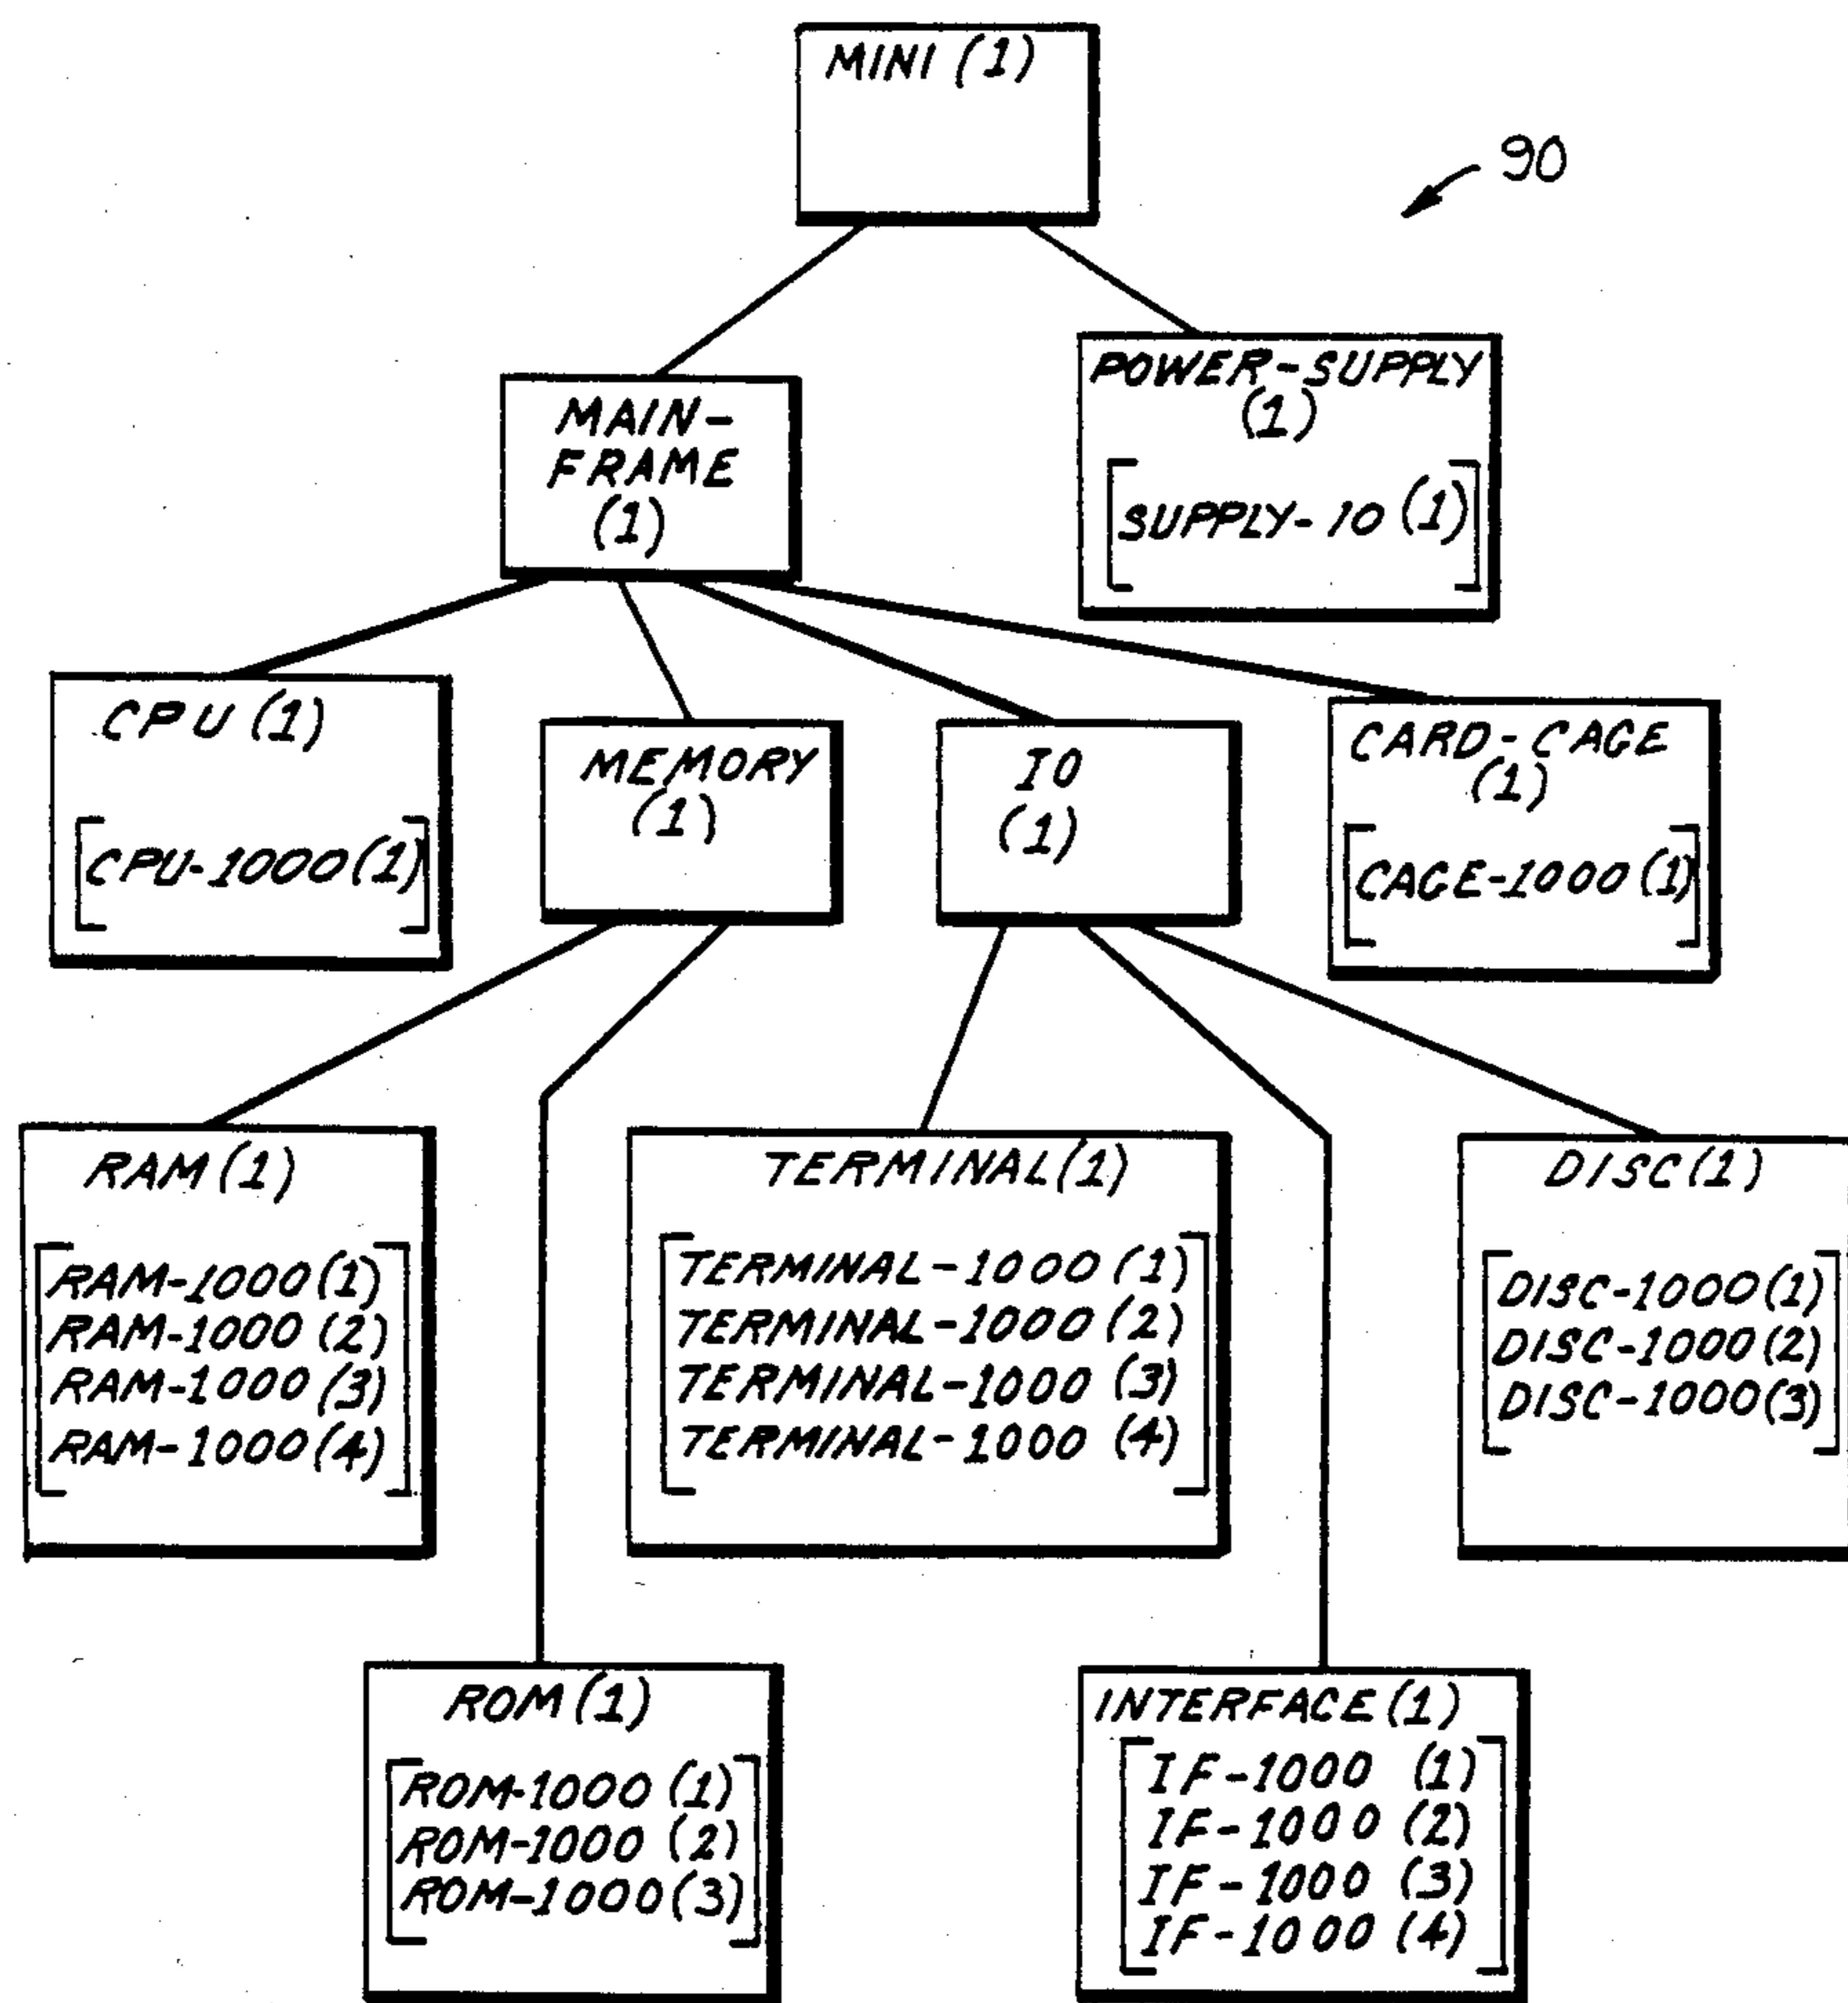 MINI (1)
90
POWER-SUPPLY
(1)
SUPPLY-10 (1)
MAIN-
FRAME
(1)
CPU (1)
CPU-1000 (1)
MEMORY
(1)
IO
(1)
CARD-CAGE
(1)
CAGE-1000 (1)
RAM (1)
RAM-1000 (1)
RAM-1000 (2)
RAM-1000 (3)
RAM-1000 (4)
TERMINAL (1)
TERMINAL-1000 (1)
TERMINAL-1000 (2)
TERMINAL-1000 (3)
TERMINAL-1000 (4)
DISC (1)
DISC-1000 (1)
DISC-1000 (2)
DISC-1000 (3)
ROM (1)
ROM-1000 (1)
ROM-1000 (2)
ROM-1000 (3)
INTERFACE (1)
IF-1000 (1)
IF-1000 (2)
IF-1000 (3)
IF-1000 (4)